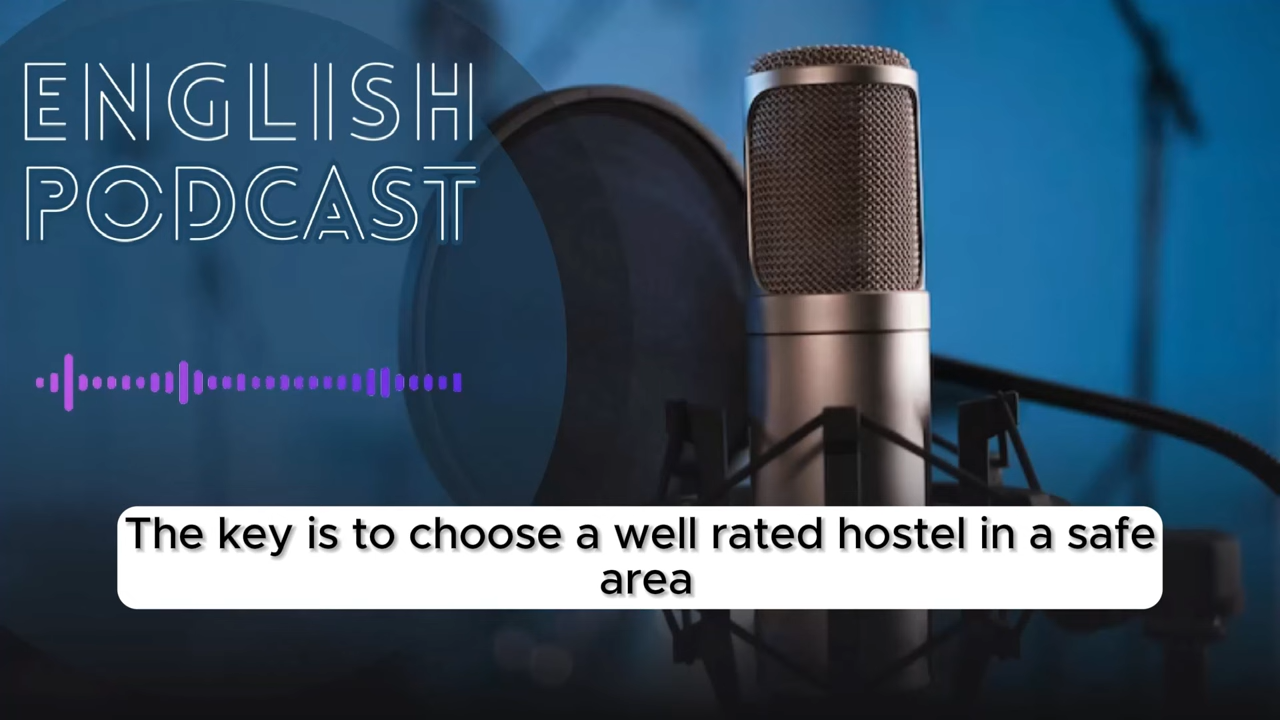 ENGLISH
PODCAST
The key is to choose a well rated hostel in a safe
area